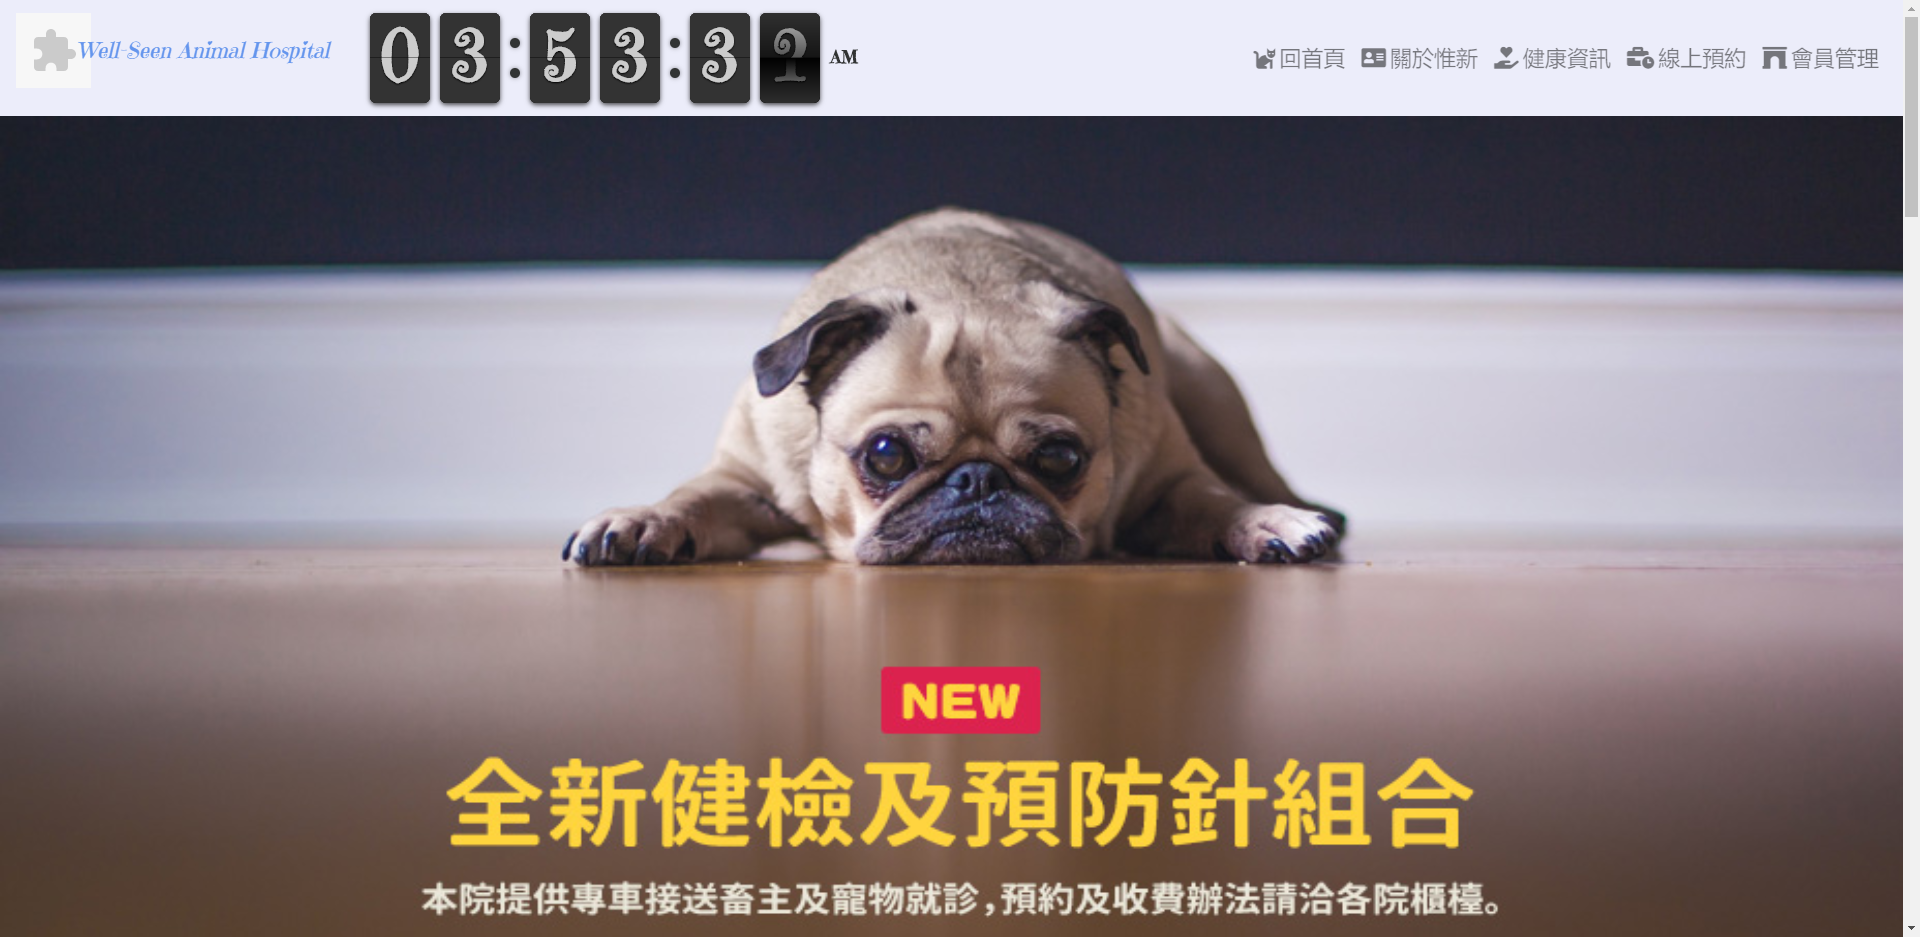 Well-Seen Animal Hospital
03:53:3 AM
回首頁 關於惟新 健康資訊 線上預約 會員管理
NEW
全新健檢及預防針組合
本院提供專車接送畜主及寵物就診，預約及收費辦法請洽各院櫃檯。